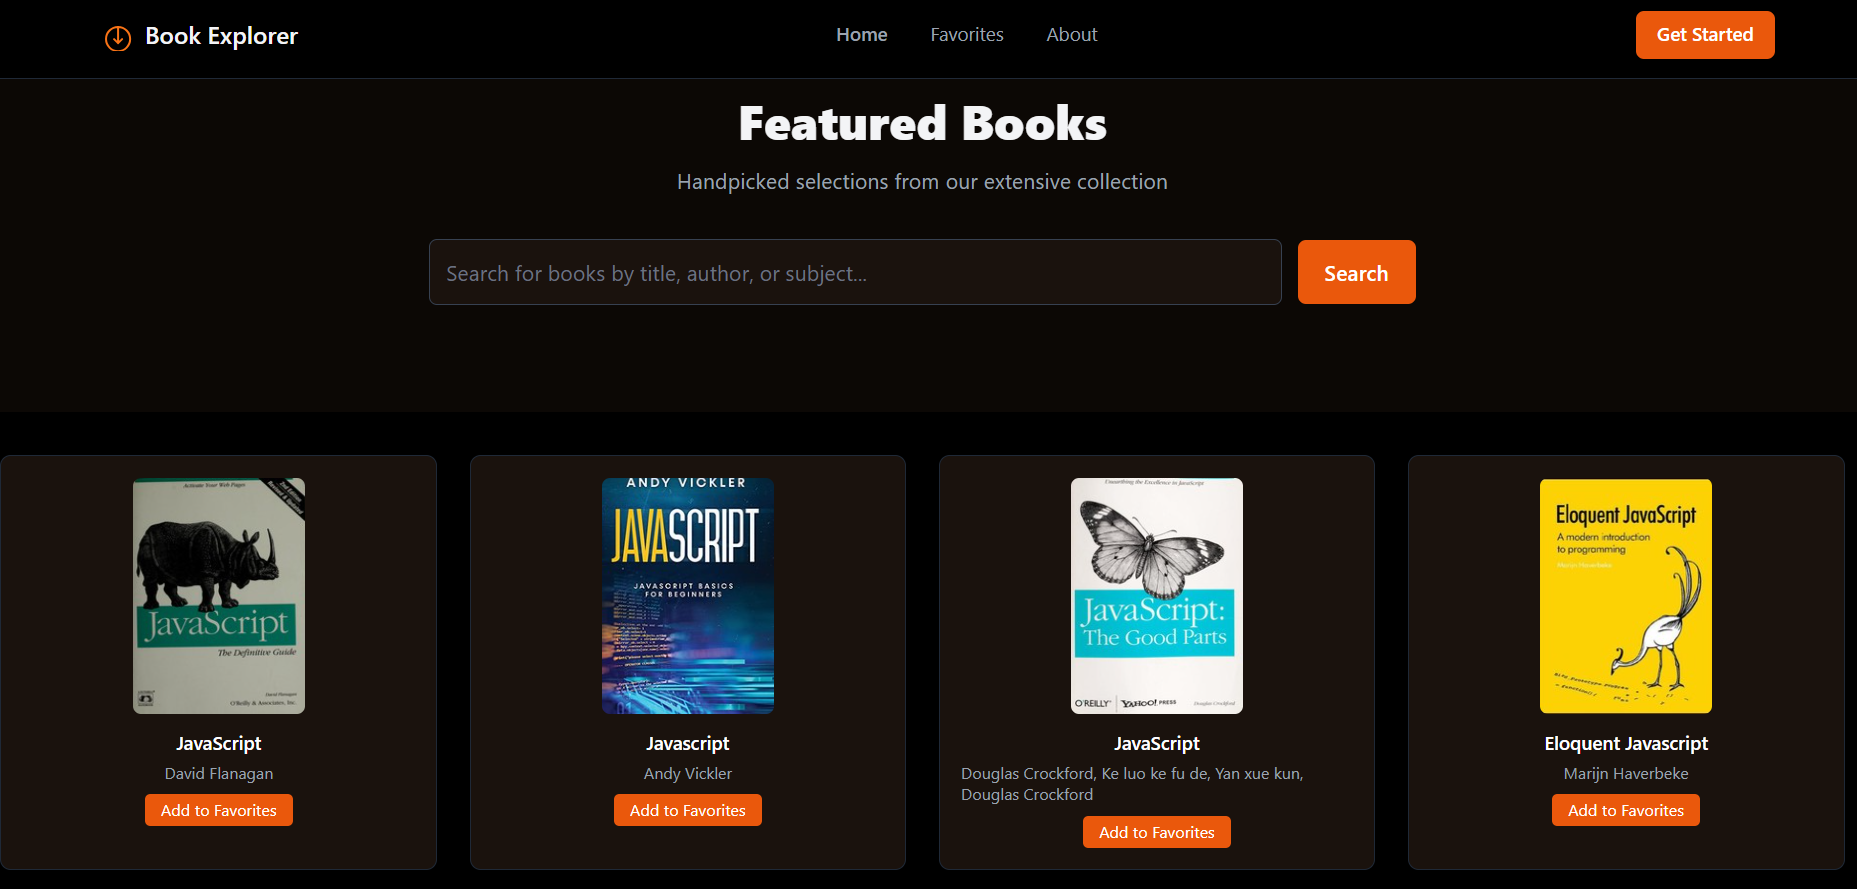 Book Explorer
Home
Favorites
About
Get Started
Featured Books
Handpicked selections from our extensive collection
Search for books by title, author, or subject...
Search
Activate Your Web Pages
2nd Edition
JavaScript
The Definitive Guide
David Flanagan
O'Reilly & Associates, Inc.
JavaScript
David Flanagan
Add to Favorites
ANDY VICKLER
JAVASCRIPT
JAVASCRIPT BASICS
FOR BEGINNERS
Javascript
Andy Vickler
Add to Favorites
Unearthing the Excellence in JavaScript
JavaScript:
The Good Parts
O'REILLY
YAHOO! PRESS
Douglas Crockford
JavaScript
Douglas Crockford, Ke luo ke fu de, Yan xue kun,
Douglas Crockford
Add to Favorites
Eloquent JavaScript
A modern introduction
to programming
Marijn Haverbeke
Eloquent Javascript
Marijn Haverbeke
Add to Favorites